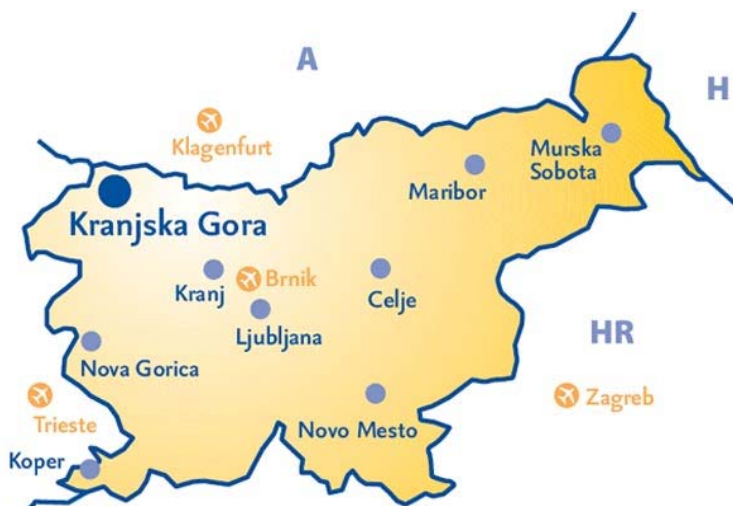 A
H
Klagenfurt
Murska
Sobota
Maribor
Kranjska Gora
Brnik
Kranj
Celje
Ljubljana
HR
Nova Gorica
Zagreb
Trieste
Novo Mesto
Koper